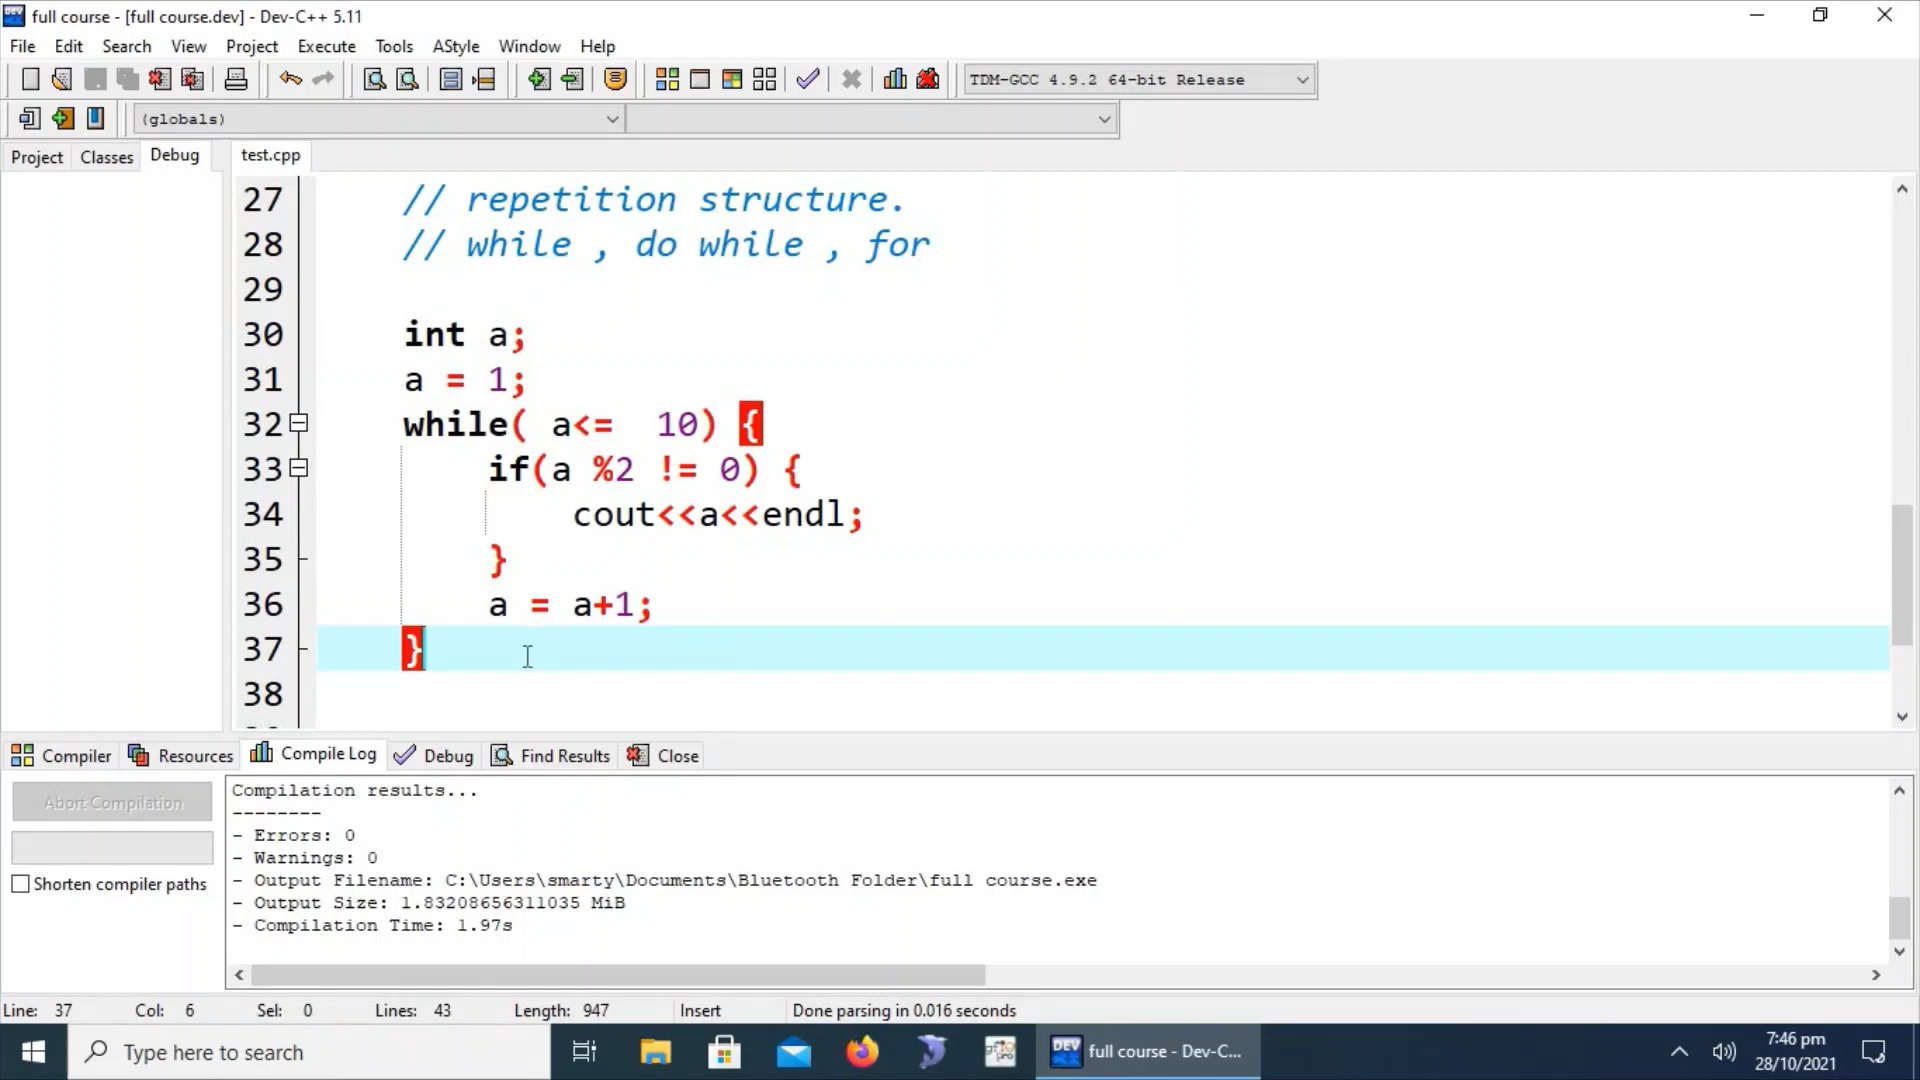 full course - [full course.dev] - Dev-C++ 5.11
File Edit Search View Project Execute Tools AStyle Window Help
TDM-GCC 4.9.2 64-bit Release
(globals)
Project Classes Debug test.cpp
27 // repetition structure.
28 // while , do while , for
29
30 int a;
31 a = 1;
32 while( a<=  10) {
33 if(a %2 != 0) {
34 cout<<a<<endl;
35 }
36 a = a+1;
37 }
38
Compiler Resources Compile Log Debug Find Results Close
Abort Compilation
Shorten compiler paths
Compilation results...
--------
- Errors: 0
- Warnings: 0
- Output Filename: C:\Users\smarty\Documents\Bluetooth Folder\full course.exe
- Output Size: 1.83208656311035 MiB
- Compilation Time: 1.97s
Line: 37 Col: 6 Sel: 0 Lines: 43 Length: 947 Insert Done parsing in 0.016 seconds
Type here to search
DEV
full course - Dev-C...
7:46 pm
28/10/2021